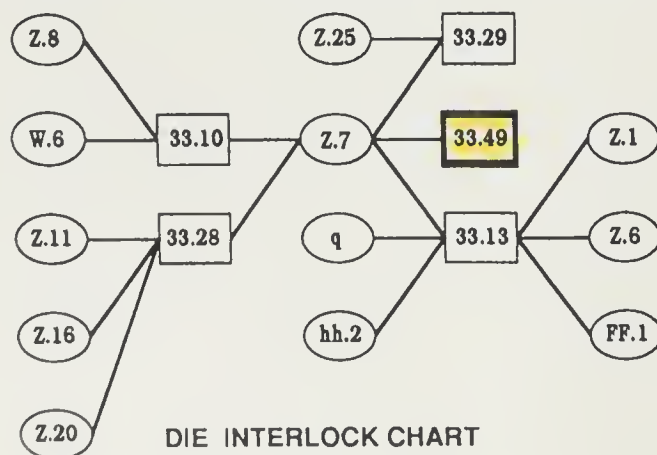 Z.8 Z.25 33.29
W.6 33.10 Z.7 33.49 Z.1
Z.11 33.28 q 33.13 Z.6
Z.16 hh.2 FF.1
Z.20
DIE INTERLOCK CHART